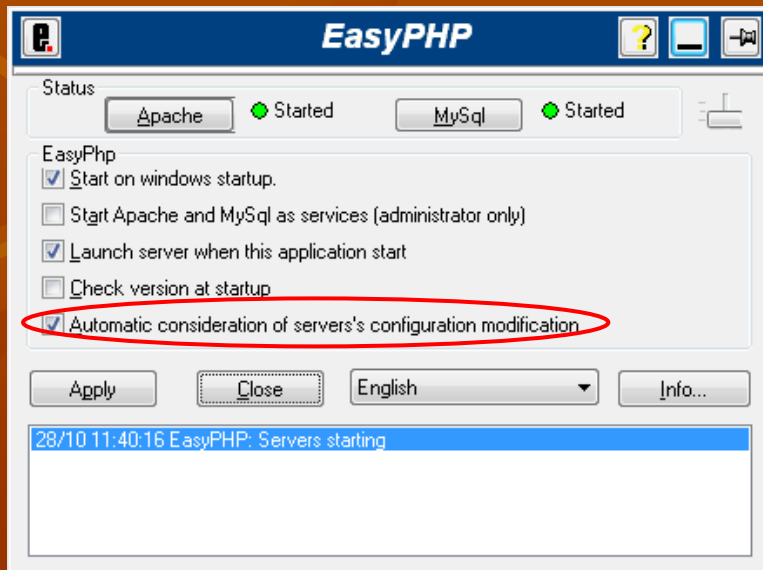 e.
EasyPHP
?
Status
Apache
Started
MySql
Started
EasyPhp
Start on windows startup.
Start Apache and MySql as services (administrator only)
Launch server when this application start
Check version at startup
Automatic consideration of servers's configuration modification
Apply
Close
English
Info...
28/10 11:40:16 EasyPHP: Servers starting